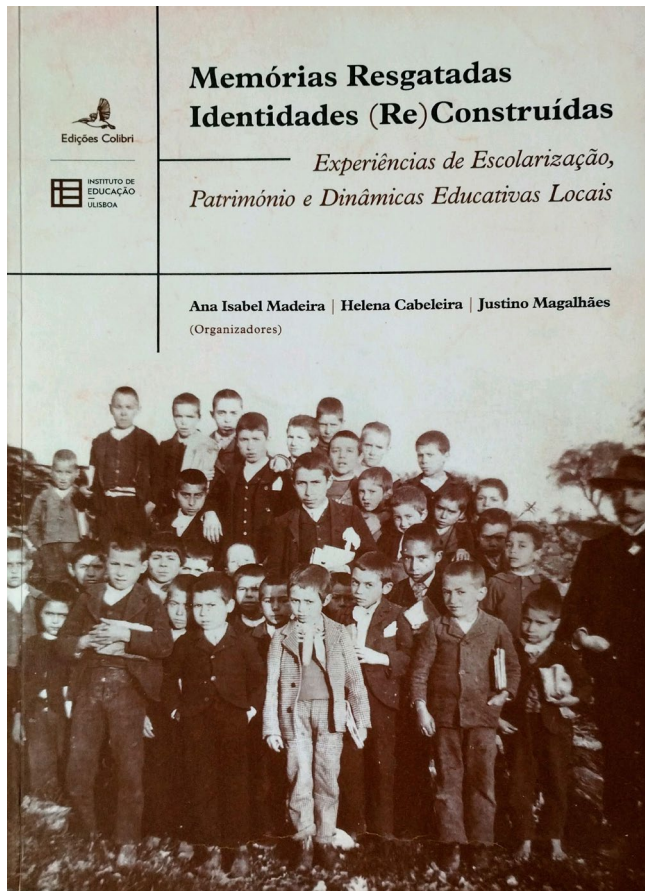 Memórias Resgatadas
Identidades (Re)Construídas
Edições Colibri
Experiências de Escolarização,
Património e Dinâmicas Educativas Locais
INSTITUTO DE
EDUCAÇÃO
ULISBOA
Ana Isabel Madeira | Helena Cabeleira | Justino Magalhães
(Organizadores)